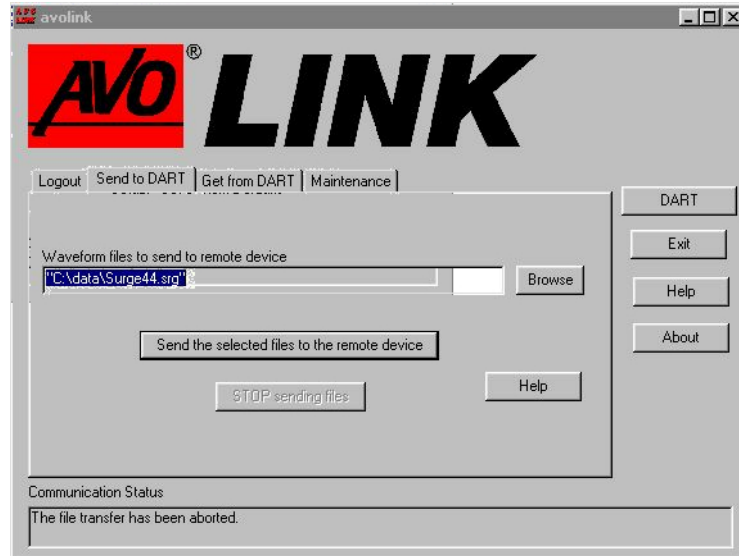 AVO LINK
avolink
AVO® LINK
Logout Send to DART Get from DART Maintenance
DART
Waveform files to send to remote device
Exit
"C:\data\Surge44.srg"
Browse
Help
Send the selected files to the remote device
About
STOP sending files
Help
Communication Status
The file transfer has been aborted.